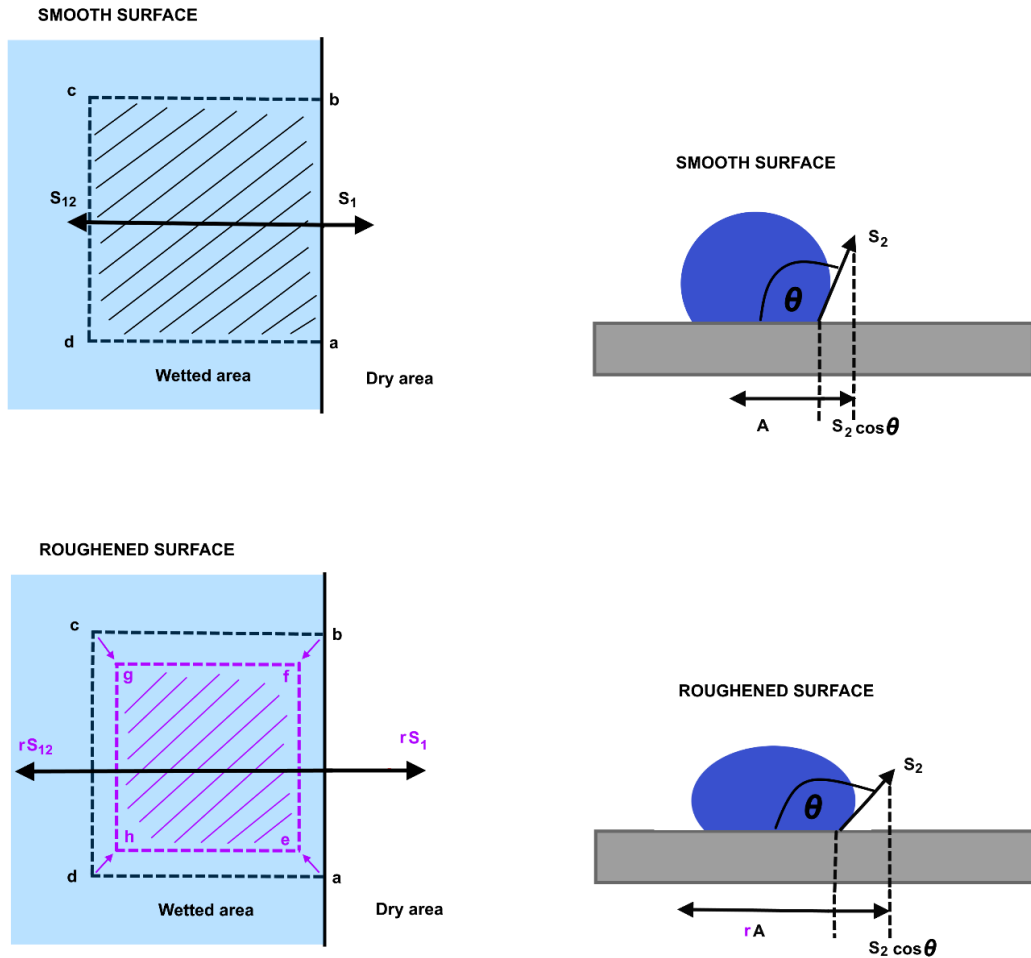 SMOOTH SURFACE
c
b
S12
S1
d
a
Wetted area
Dry area
SMOOTH SURFACE
S2
θ
A
S2 cosθ
ROUGHENED SURFACE
c
b
g
f
rS12
rS1
h
e
d
a
Wetted area
Dry area
ROUGHENED SURFACE
S2
θ
rA
S2 cosθ